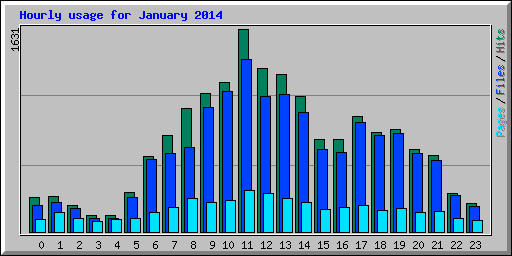 Hourly usage for January 2014
1631
Pages/Files/Hits
0 1 2 3 4 5 6 7 8 9 10 11 12 13 14 15 16 17 18 19 20 21 22 23